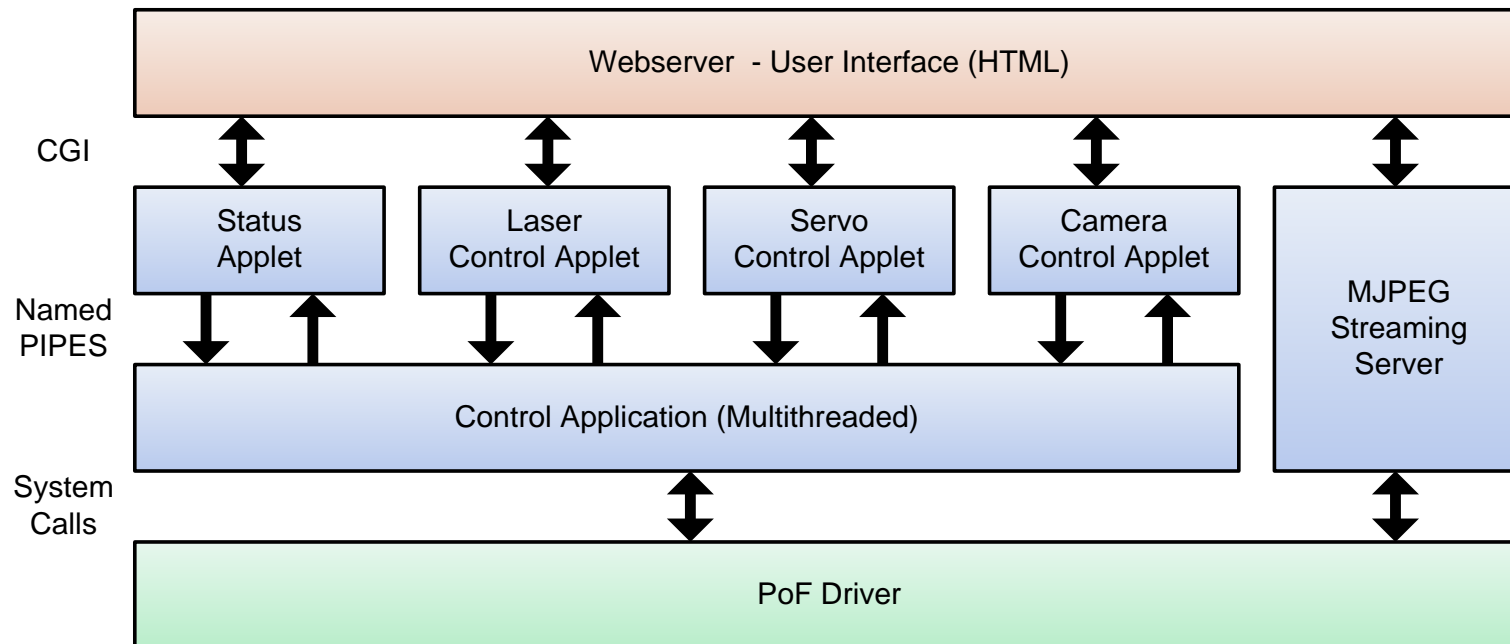 Webserver - User Interface (HTML)
CGI
Status
Applet
Laser
Control Applet
Servo
Control Applet
Camera
Control Applet
MJPEG
Streaming
Server
Named
PIPES
Control Application (Multithreaded)
System
Calls
PoF Driver